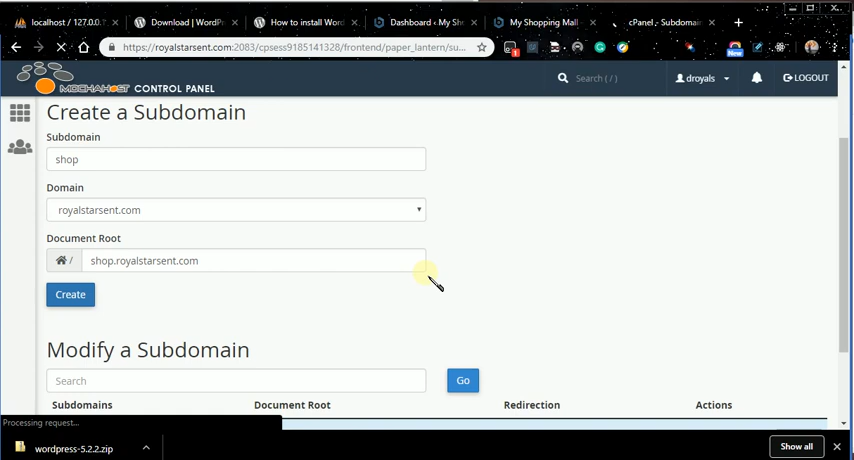 localhost / 127.0.0.1
Download | WordPr
How to install Word
Dashboard ‹ My Sh
My Shopping Mall
cPanel - Subdomain
https://royalstarsent.com:2083/cpsess9185141328/frontend/paper_lantern/su...
1
New
MOCHAHOST CONTROL PANEL
Search ( / )
droyals
LOGOUT
Create a Subdomain
Subdomain
shop
Domain
royalstarsent.com
Document Root
/
shop.royalstarsent.com
Create
Modify a Subdomain
Search
Go
Subdomains Document Root Redirection Actions
Processing request...
wordpress-5.2.2.zip
Show all